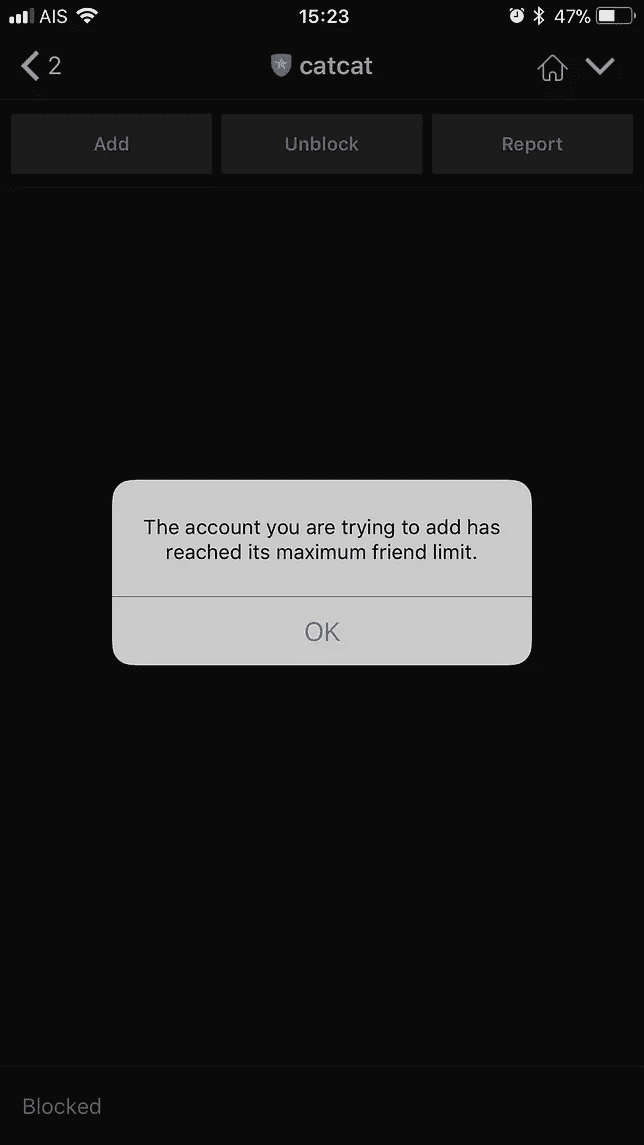 AIS 15:23 47%
2 catcat
Add Unblock Report
The account you are trying to add has
reached its maximum friend limit.
OK
Blocked